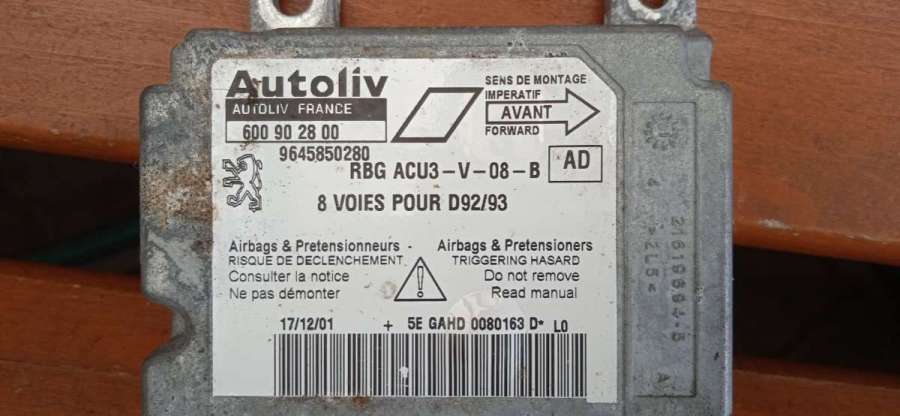 Autoliv
AUTOLIV FRANCE
600 90 28 00
9645850280
SENS DE MONTAGE
IMPERATIF
AVANT
FORWARD
RBG ACU3-V-08-B
AD
8 VOIES POUR D92/93
Airbags & Pretensionneurs -
RISQUE DE DECLENCHEMENT
Consulter la notice
Ne pas démonter
Airbags & Pretensioners
TRIGGERING HASARD
Do not remove
Read manual
17/12/01 + 5E GAHD 0080163 D* LO